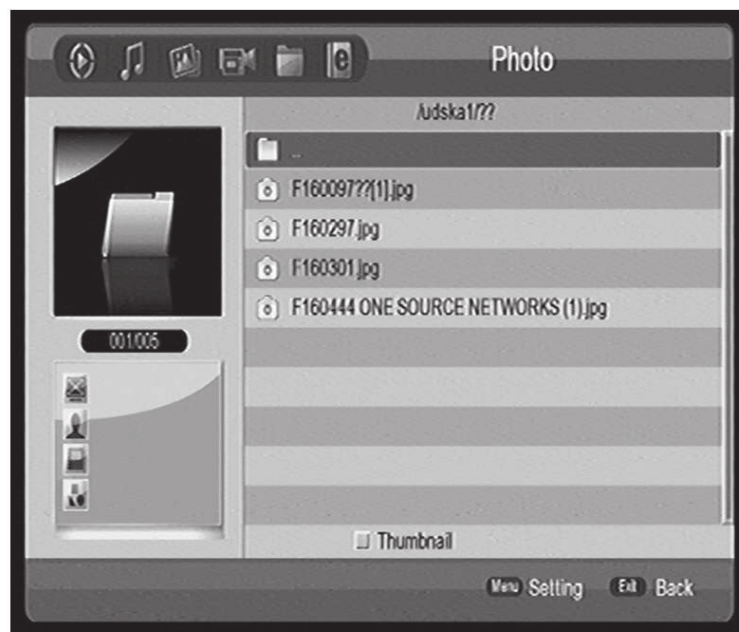 Photo
/udska1/??
..
F160097??[1].jpg
F160297.jpg
F160301.jpg
F160444 ONE SOURCE NETWORKS (1).jpg
001/005
Thumbnail
Menu Setting Exit Back